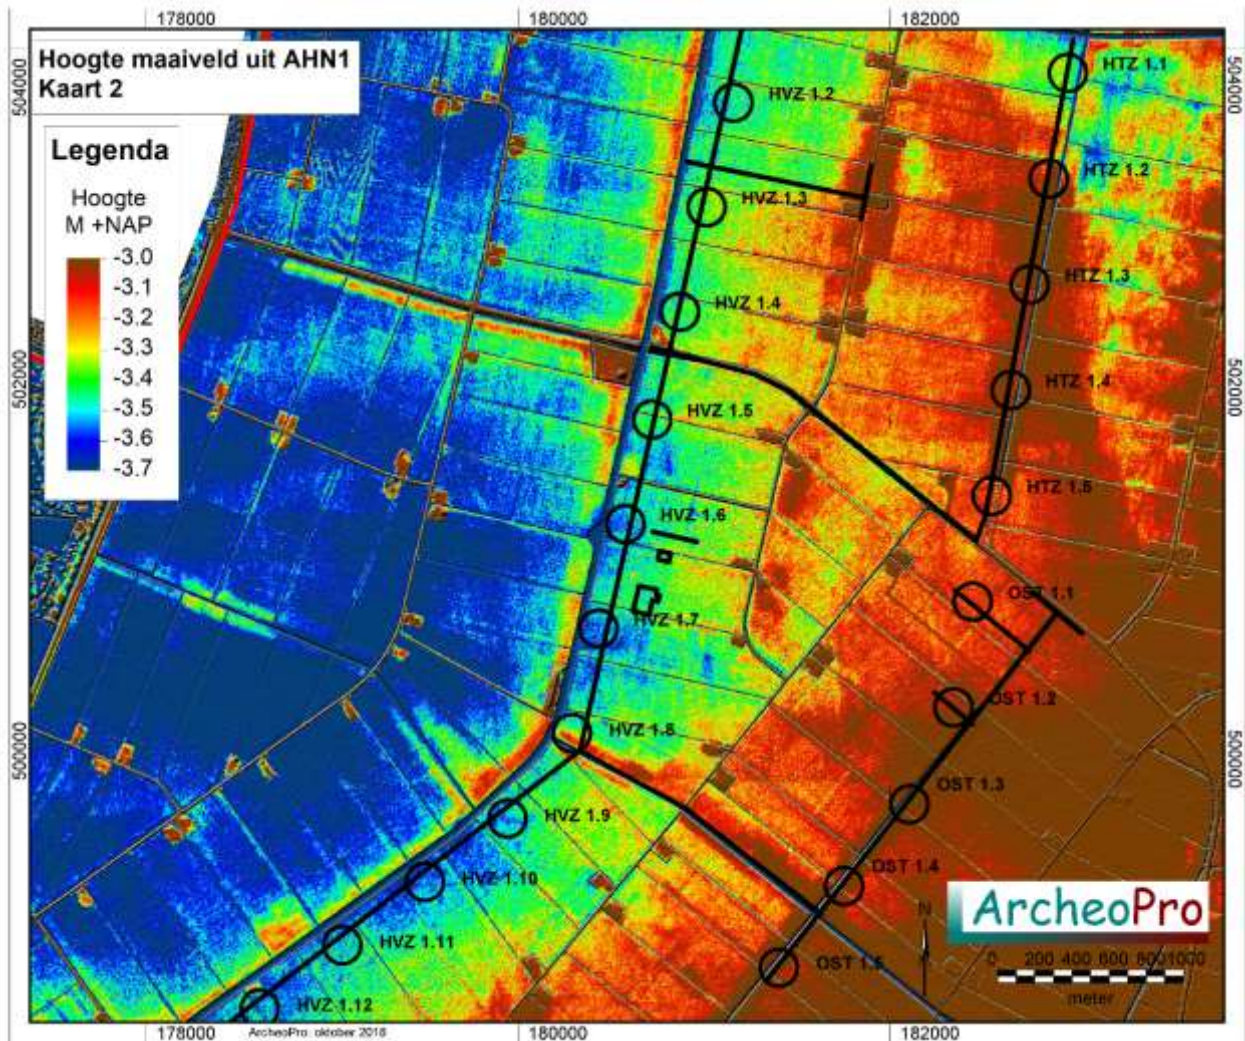 178000 180000 182000
Hoogte maaiveld uit AHN1
Kaart 2
504000
504000
Legenda
Hoogte
M +NAP
-3.0
-3.1
-3.2
-3.3
-3.4
-3.5
-3.6
-3.7
HTZ 1.1
HVZ 1.2
HTZ 1.2
HVZ 1.3
HTZ 1.3
HVZ 1.4
502000
502000
HTZ 1.4
HVZ 1.5
HTZ 1.5
HVZ 1.6
OST 1.1
HVZ 1.7
OST 1.2
HVZ 1.8
500000
500000
OST 1.3
HVZ 1.9
OST 1.4
HVZ 1.10
ArcheoPro
N
HVZ 1.11
OST 1.5
0 200 400 600 800 1000
meter
HVZ 1.12
178000 180000 182000
ArcheoPro, oktober 2016